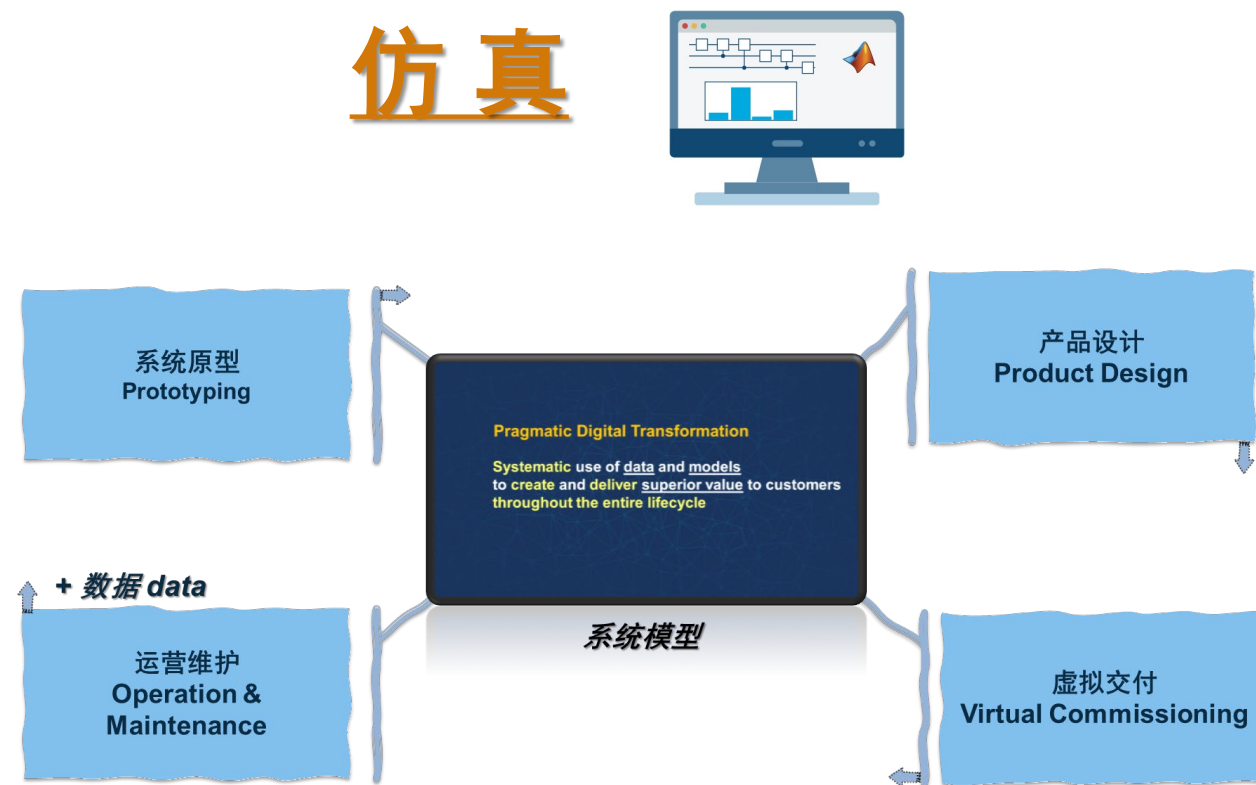 仿 真
系统原型
Prototyping
产品设计
Product Design
Pragmatic Digital Transformation
Systematic use of data and models
to create and deliver superior value to customers
throughout the entire lifecycle
+ 数据 data
系统模型
运营维护
Operation &
Maintenance
虚拟交付
Virtual Commissioning